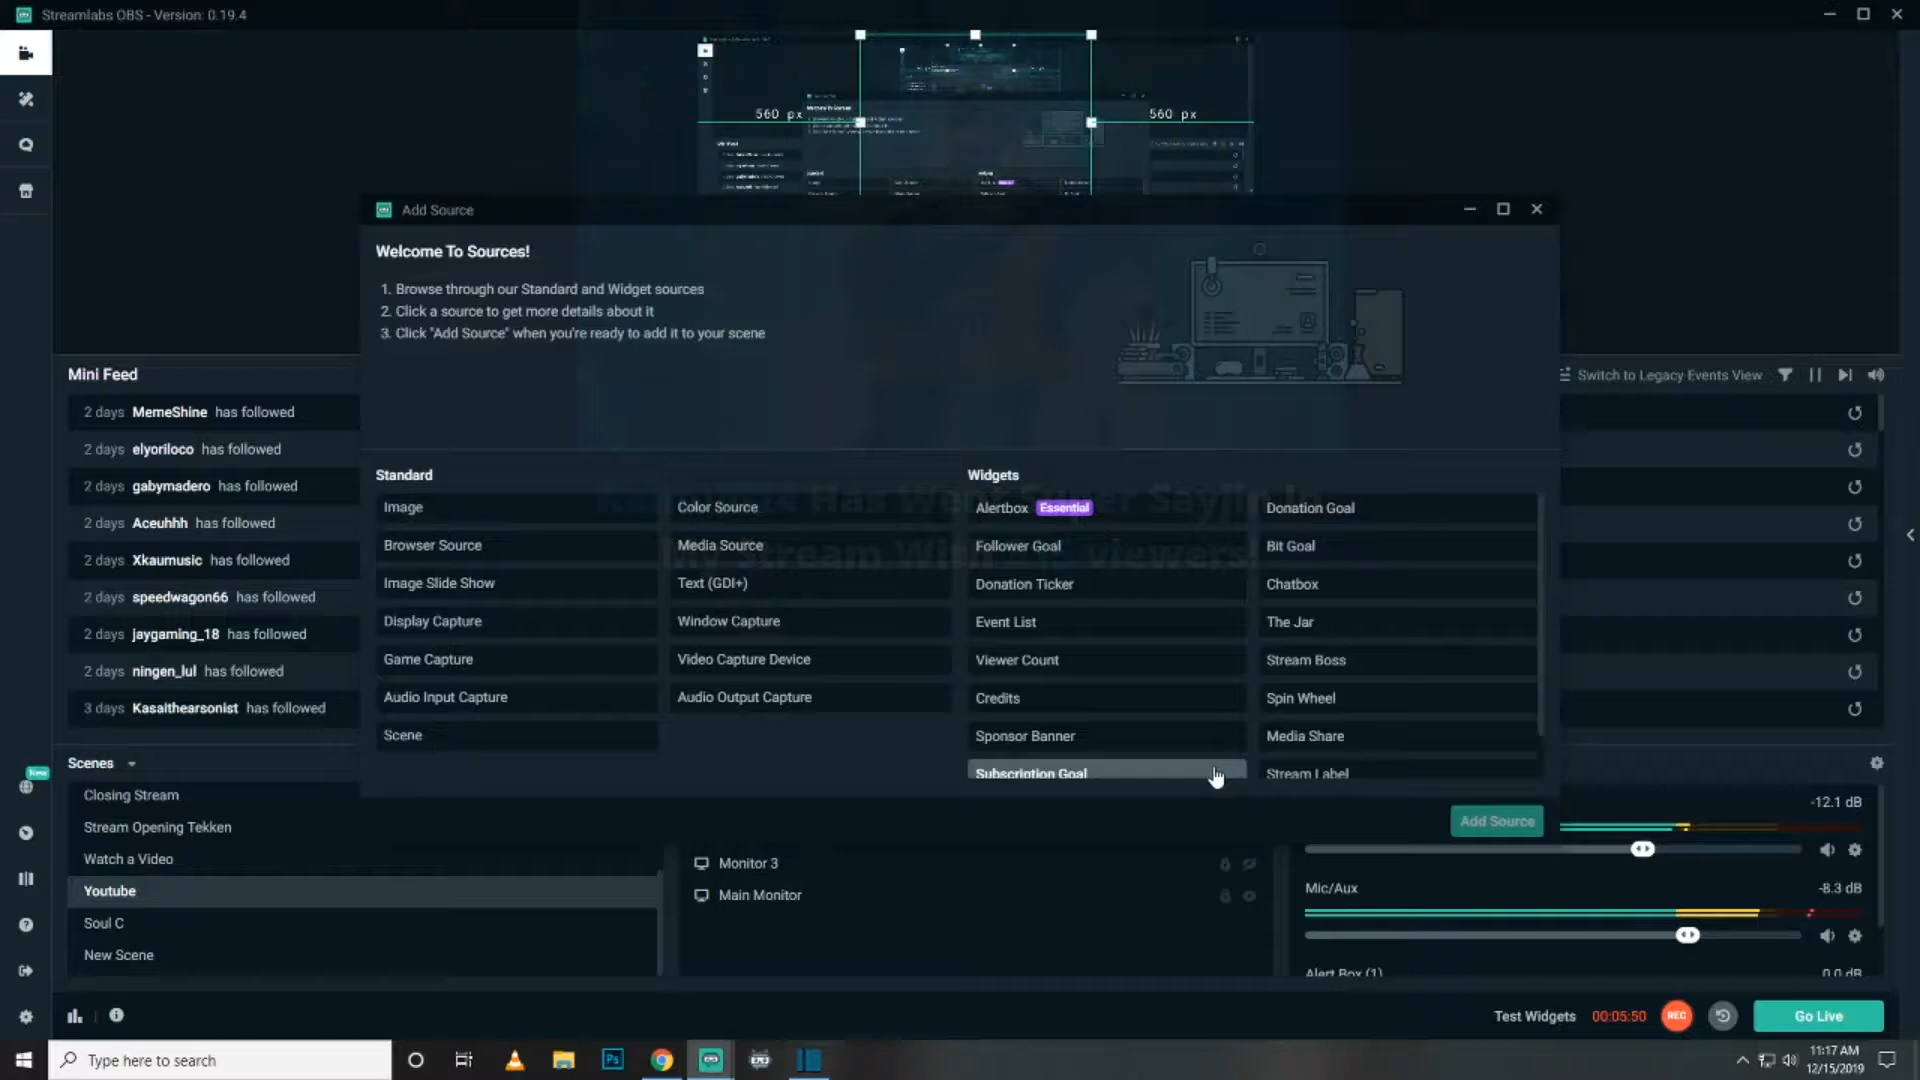 Streamlabs OBS - Version: 0.19.4
560 px
560 px
Add Source
Welcome To Sources!
1. Browse through our Standard and Widget sources
2. Click a source to get more details about it
3. Click "Add Source" when you're ready to add it to your scene
Mini Feed
Switch to Legacy Events View
2 days MemeShine has followed
2 days elyoriloco has followed
2 days gabymadero has followed
2 days Aceuhhh has followed
2 days Xkaumusic has followed
2 days speedwagon66 has followed
2 days jaygaming_18 has followed
2 days ningen_lul has followed
3 days Kasaithearsonist has followed
Standard
Image
Color Source
Browser Source
Media Source
Image Slide Show
Text (GDI+)
Display Capture
Window Capture
Game Capture
Video Capture Device
Audio Input Capture
Audio Output Capture
Scene
Widgets
Alertbox Essential
Donation Goal
Follower Goal
Bit Goal
Donation Ticker
Chatbox
Event List
The Jar
Viewer Count
Stream Boss
Credits
Spin Wheel
Sponsor Banner
Media Share
Subscription Goal
Stream Label
Has Went Super Sayjin In
My Stream With viewers!
Add Source
New
Scenes
Closing Stream
Stream Opening Tekken
Watch a Video
Youtube
Soul C
New Scene
Monitor 3
Main Monitor
-12.1 dB
Mic/Aux
-8.3 dB
Alert Box (1)
0.0 dB
Test Widgets
00:05:50
REC
Go Live
Type here to search
Ps
11:17 AM
12/15/2019